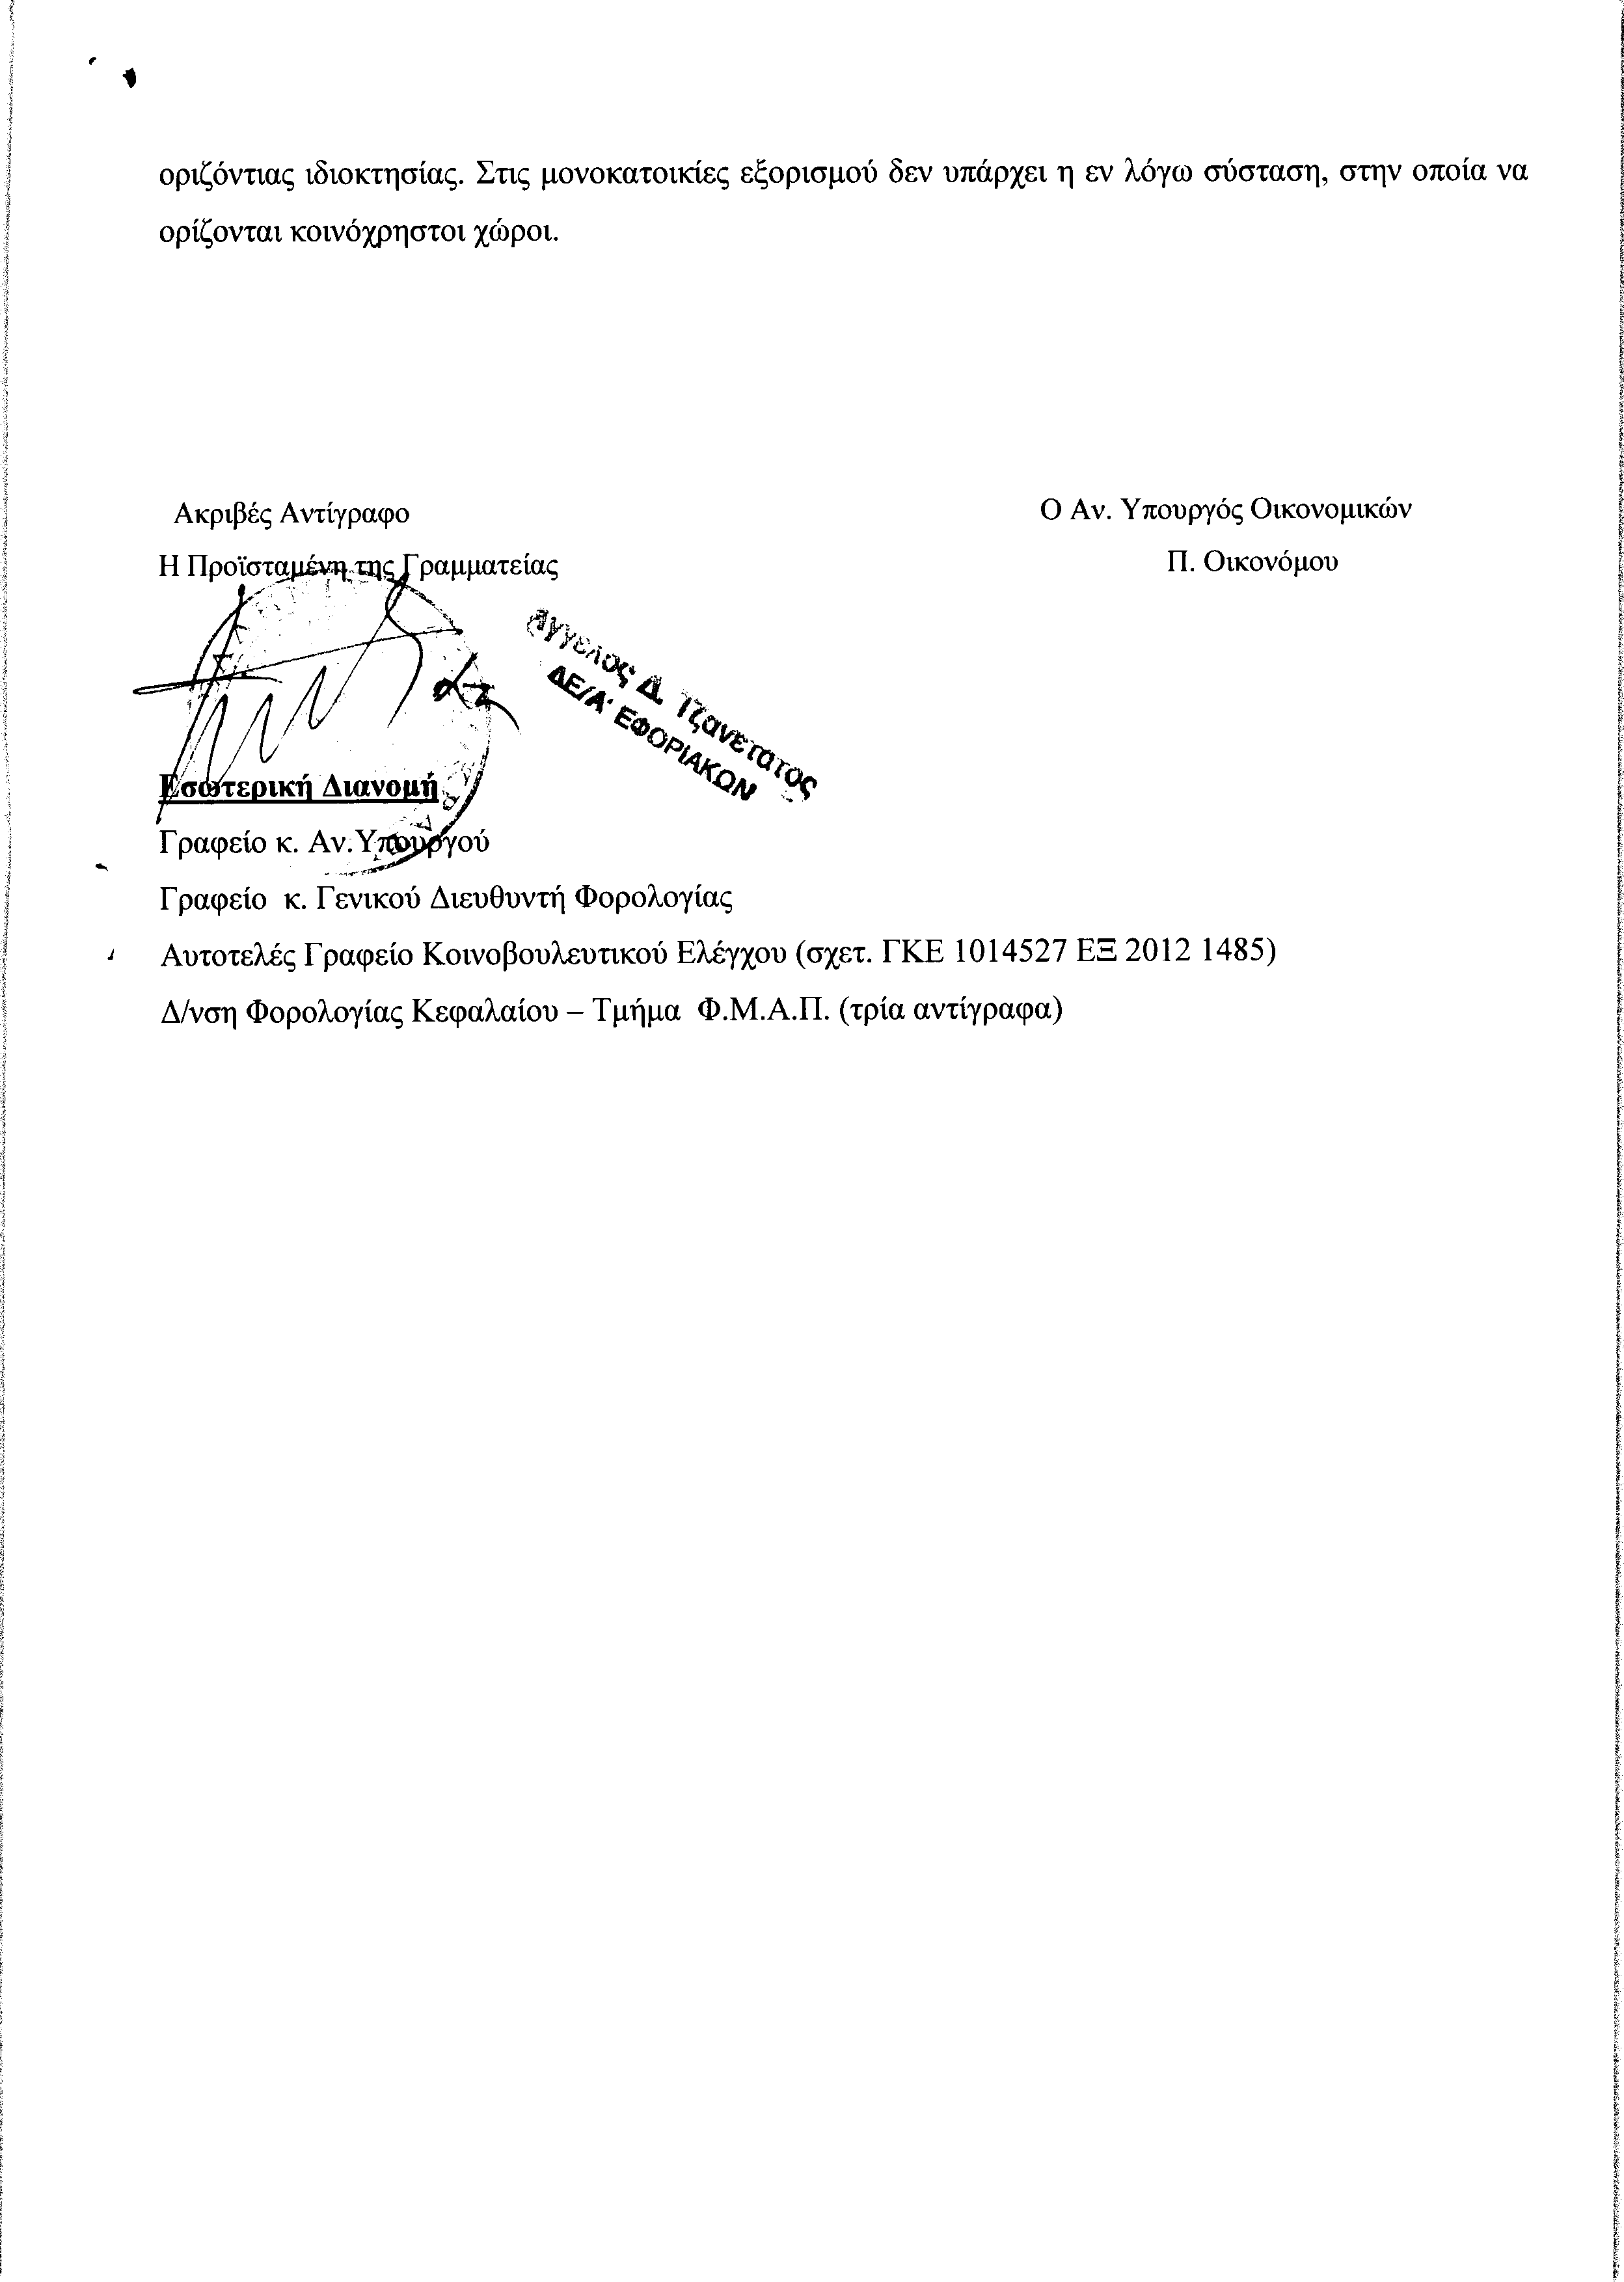 οριζόντιας ιδιοκτησίας. Στις μονοκατοικίες εξορισμού δεν υπάρχει η εν λόγω σύσταση, στην οποία να
ορίζονται κοινόχρηστοι χώροι.
Ακριβές Αντίγραφο
Η Προϊσταμένη της Γραμματείας
Ο Αν. Υπουργός Οικονομικών
Π. Οικονόμου
Άγγελος Δ. Τζανετάτος
ΔΕ/Α' ΕΦΟΡΙΑΚΩΝ
Εσωτερική Διανομή
Γραφείο κ. Αν. Υπουργού
Γραφείο κ. Γενικού Διευθυντή Φορολογίας
Αυτοτελές Γραφείο Κοινοβουλευτικού Ελέγχου (σχετ. ΓΚΕ 1014527 ΕΞ 2012 1485)
Δ/νση Φορολογίας Κεφαλαίου – Τμήμα Φ.Μ.Α.Π. (τρία αντίγραφα)